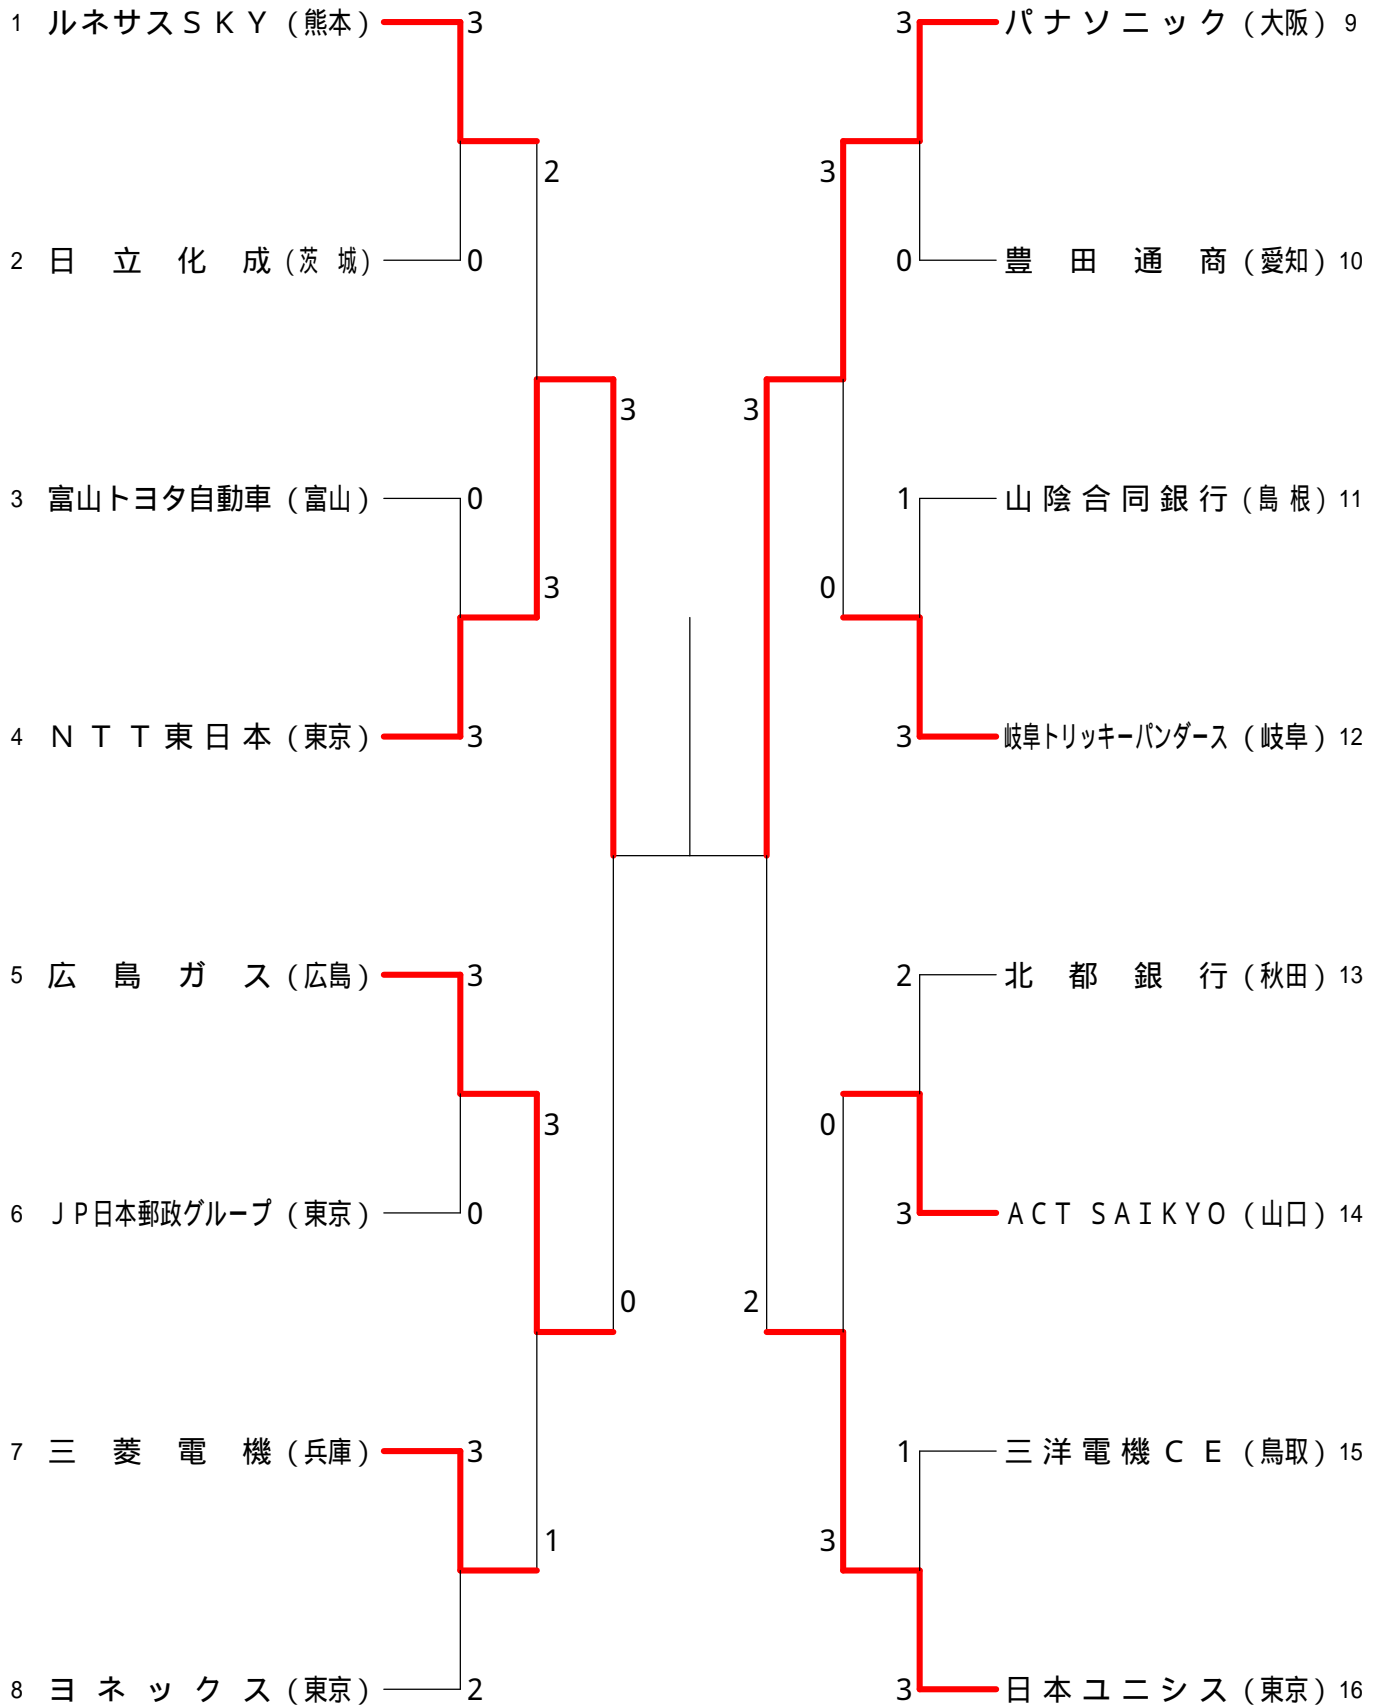 1 ルネサスＳＫＹ (熊本) 3
3 パナソニック (大阪) 9
2
3
2 日立化成 (茨城) 0
0 豊田通商 (愛知) 10
3
3
3 富山トヨタ自動車 (富山) 0
1 山陰合同銀行 (島根) 11
3
0
4 ＮＴＴ東日本 (東京) 3
3 岐阜トリッキーパンダース (岐阜) 12
5 広島ガス (広島) 3
2 北都銀行 (秋田) 13
3
0
6 ＪＰ日本郵政グループ (東京) 0
3 ＡＣＴ ＳＡＩＫＹＯ (山口) 14
0
2
7 三菱電機 (兵庫) 3
1 三洋電機ＣＥ (鳥取) 15
1
3
8 ヨネックス (東京) 2
3 日本ユニシス (東京) 16